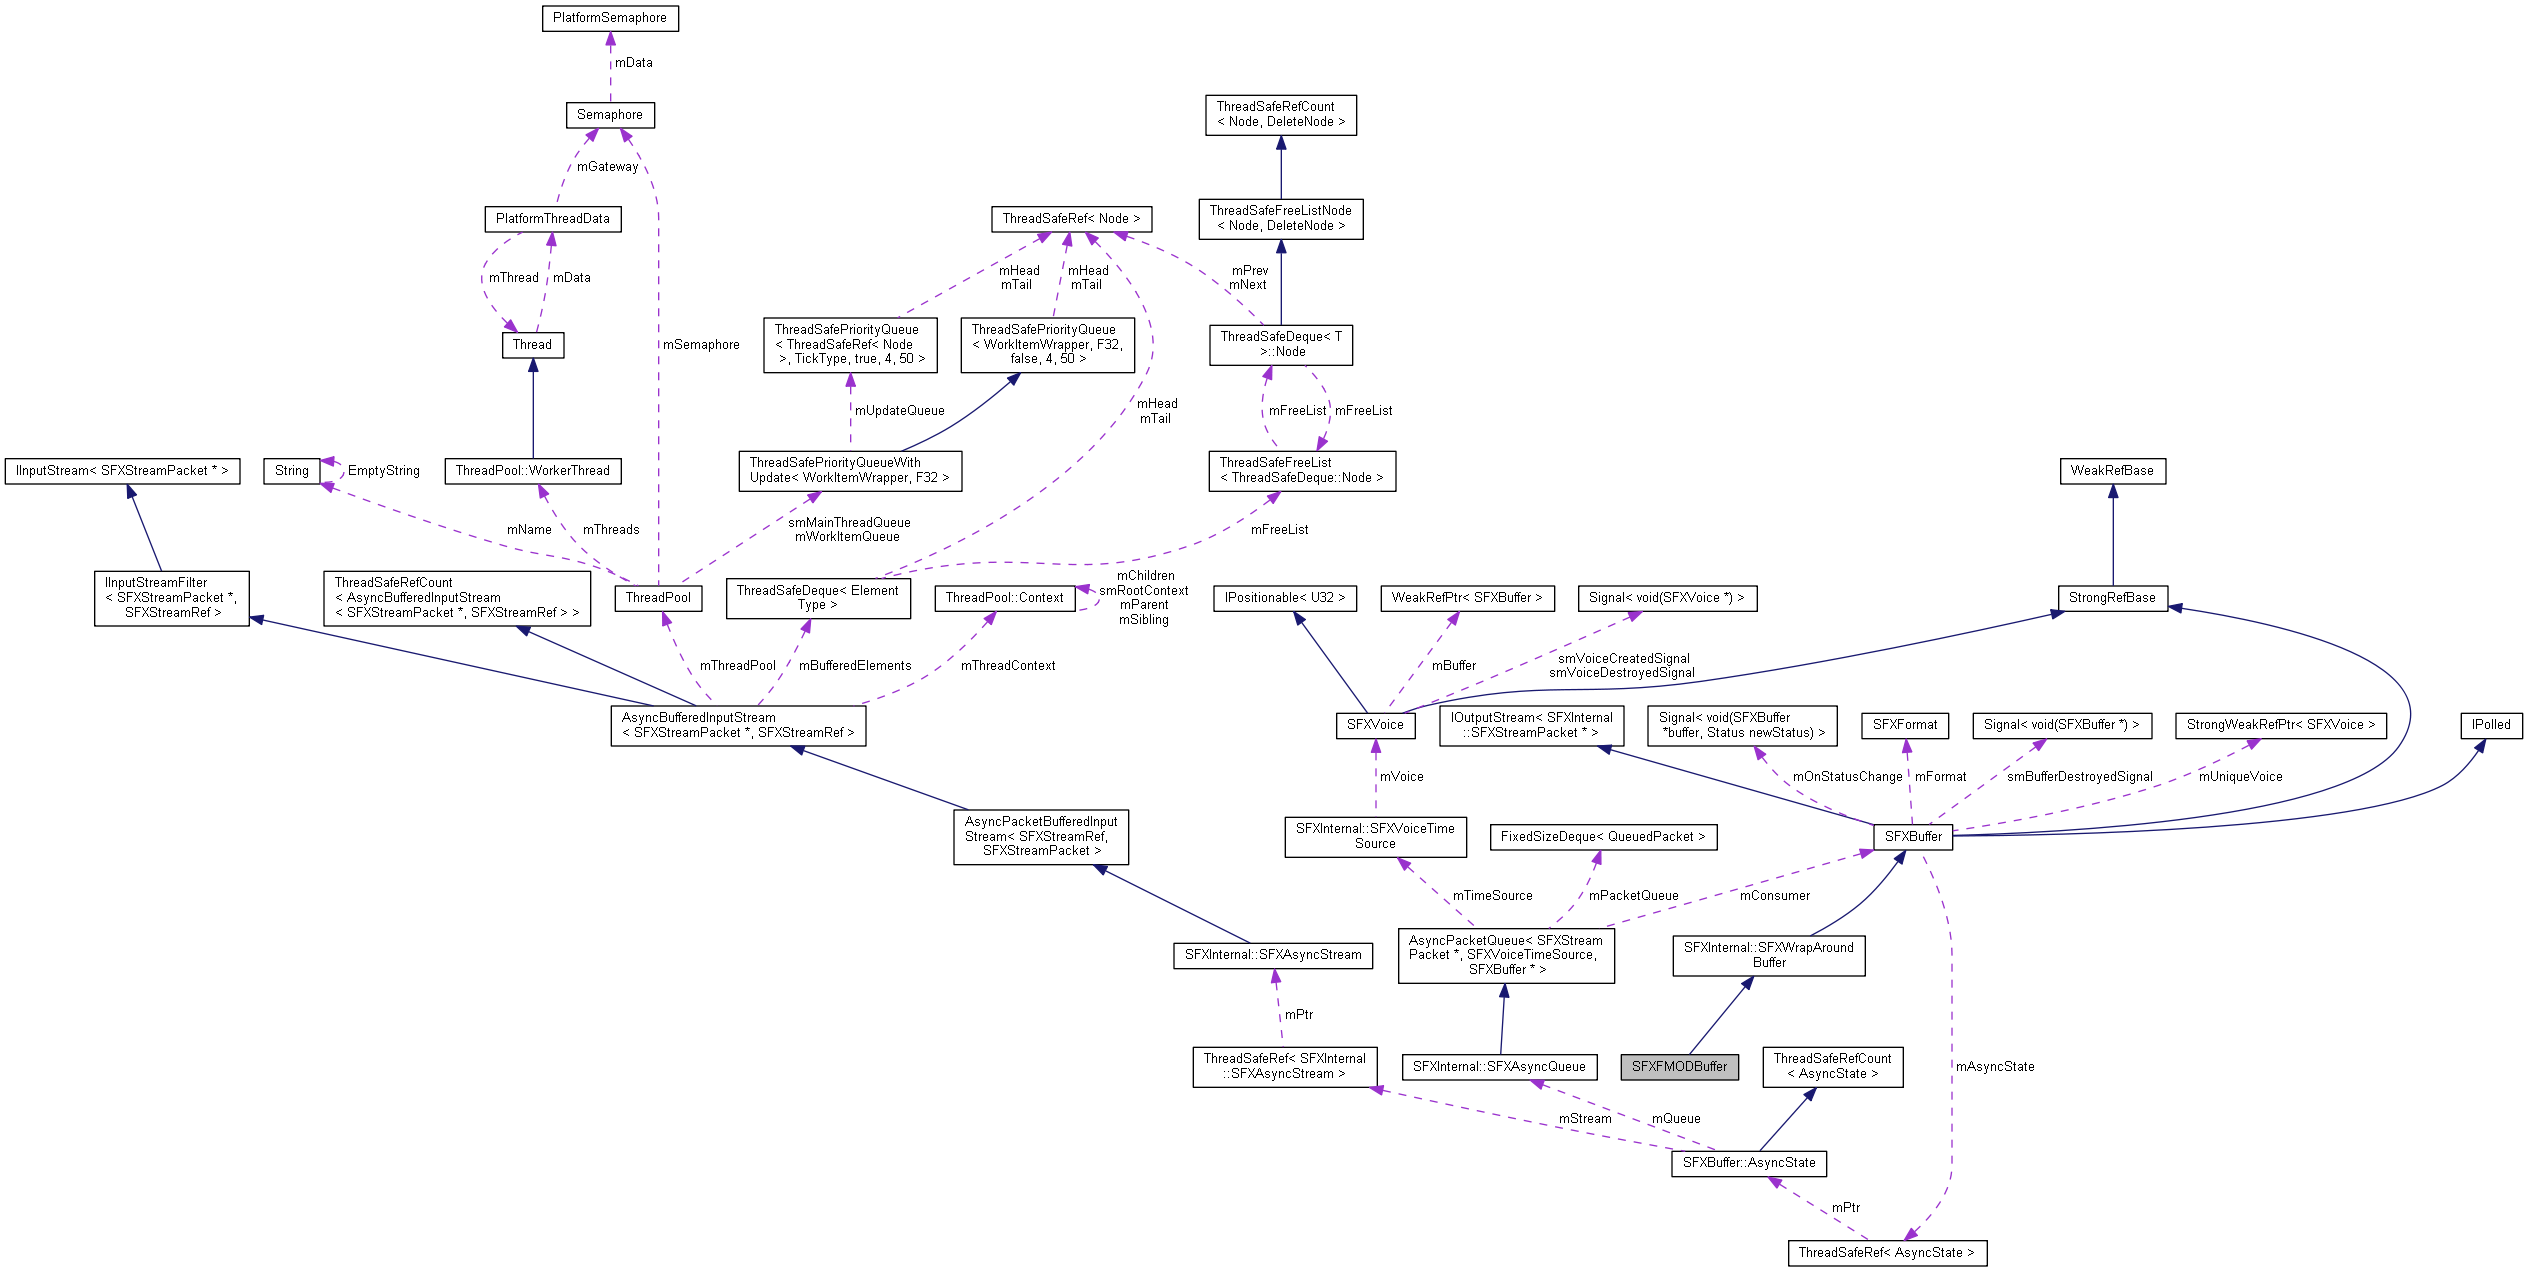 PlatformSemaphore
mData
Semaphore
ThreadSafeRefCount
< Node, DeleteNode >
mGateway
PlatformThreadData
ThreadSafeRef< Node >
ThreadSafeFreeListNode
< Node, DeleteNode >
mThread
mData
mHead
mTail
mHead
mTail
mPrev
mNext
Thread
mSemaphore
ThreadSafePriorityQueue
< ThreadSafeRef< Node
>, TickType, true, 4, 50 >
ThreadSafePriorityQueue
< WorkItemWrapper, F32,
false, 4, 50 >
ThreadSafeDeque< T
>::Node
mUpdateQueue
mHead
mTail
mFreeList
mFreeList
IInputStream< SFXStreamPacket * >
String
EmptyString
ThreadPool::WorkerThread
ThreadSafePriorityQueueWith
Update< WorkItemWrapper, F32 >
ThreadSafeFreeList
< ThreadSafeDeque::Node >
WeakRefBase
mName
mThreads
smMainThreadQueue
mWorkItemQueue
mFreeList
IInputStreamFilter
< SFXStreamPacket *,
SFXStreamRef >
ThreadSafeRefCount
< AsyncBufferedInputStream
< SFXStreamPacket *, SFXStreamRef > >
ThreadPool
ThreadSafeDeque< Element
Type >
ThreadPool::Context
mChildren
smRootContext
mParent
mSibling
IPositionable< U32 >
WeakRefPtr< SFXBuffer >
Signal< void(SFXVoice *) >
StrongRefBase
mThreadPool
mBufferedElements
mThreadContext
mBuffer
smVoiceCreatedSignal
smVoiceDestroyedSignal
AsyncBufferedInputStream
< SFXStreamPacket *, SFXStreamRef >
SFXVoice
IOutputStream< SFXInternal
::SFXStreamPacket * >
Signal< void(SFXBuffer
*buffer, Status newStatus) >
SFXFormat
Signal< void(SFXBuffer *) >
StrongWeakRefPtr< SFXVoice >
IPolled
mVoice
mOnStatusChange
mFormat
smBufferDestroyedSignal
mUniqueVoice
AsyncPacketBufferedInput
Stream< SFXStreamRef,
SFXStreamPacket >
SFXInternal::SFXVoiceTime
Source
FixedSizeDeque< QueuedPacket >
SFXBuffer
mTimeSource
mPacketQueue
mConsumer
SFXInternal::SFXAsyncStream
AsyncPacketQueue< SFXStream
Packet *, SFXVoiceTimeSource,
SFXBuffer * >
SFXInternal::SFXWrapAround
Buffer
mPtr
ThreadSafeRef< SFXInternal
::SFXAsyncStream >
SFXInternal::SFXAsyncQueue
SFXFMODBuffer
ThreadSafeRefCount
< AsyncState >
mAsyncState
mStream
mQueue
SFXBuffer::AsyncState
mPtr
ThreadSafeRef< AsyncState >